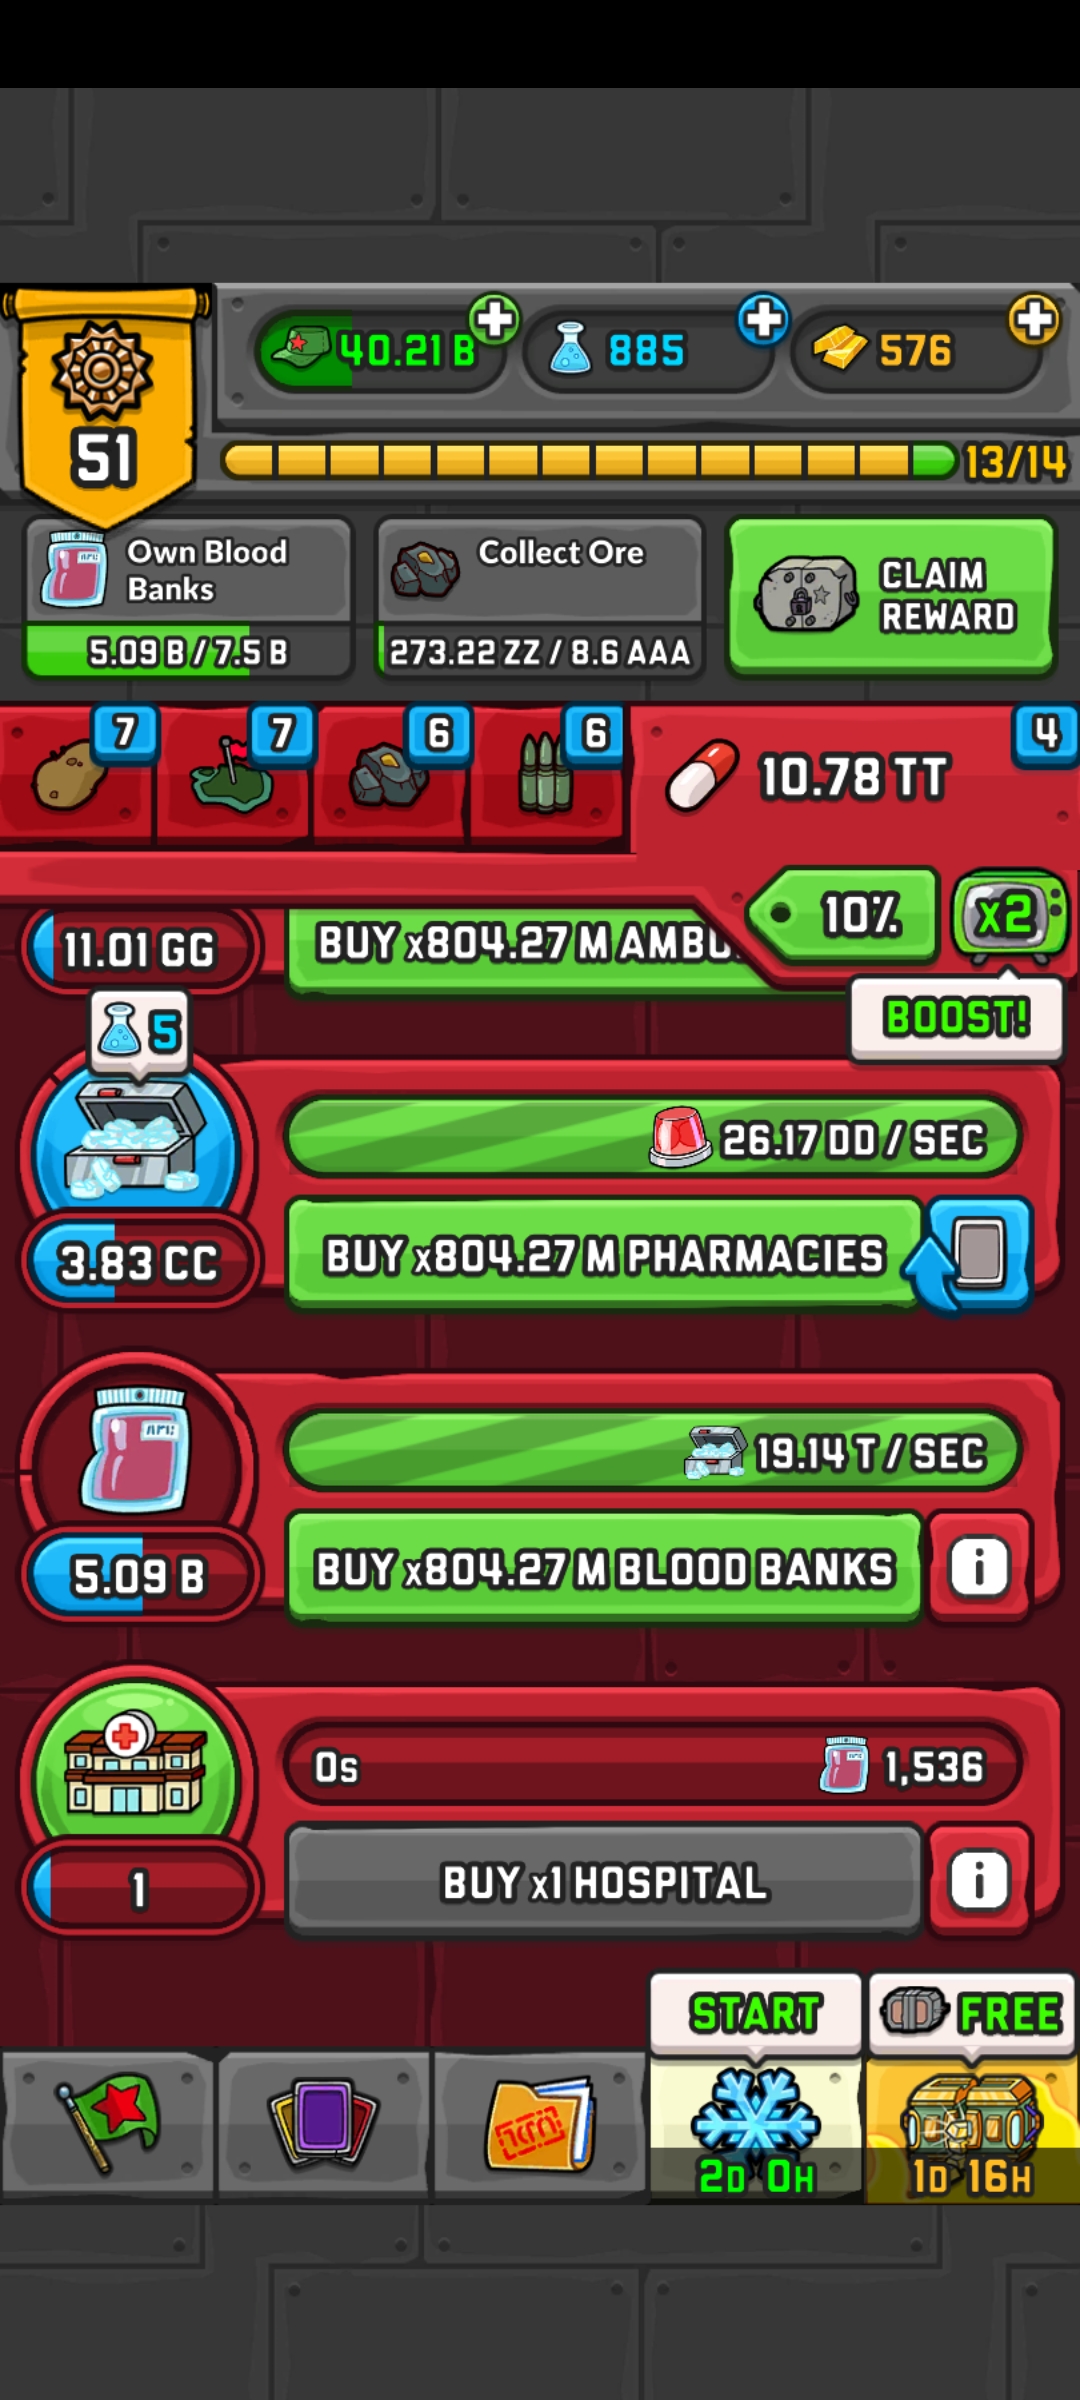 51
40.21 B
885
576
13/14
Own Blood
Banks
5.09 B / 7.5 B
Collect Ore
273.22 ZZ / 8.6 AAA
CLAIM
REWARD
7
7
6
6
10.78 TT
4
10%
x2
BOOST!
11.01 GG
BUY x804.27 M AMBU
5
26.17 DD / SEC
3.83 CC
BUY x804.27 M PHARMACIES
19.14 T / SEC
5.09 B
BUY x804.27 M BLOOD BANKS
i
0s
1,536
1
BUY x1 HOSPITAL
i
START
FREE
2D 0H
1D 16H